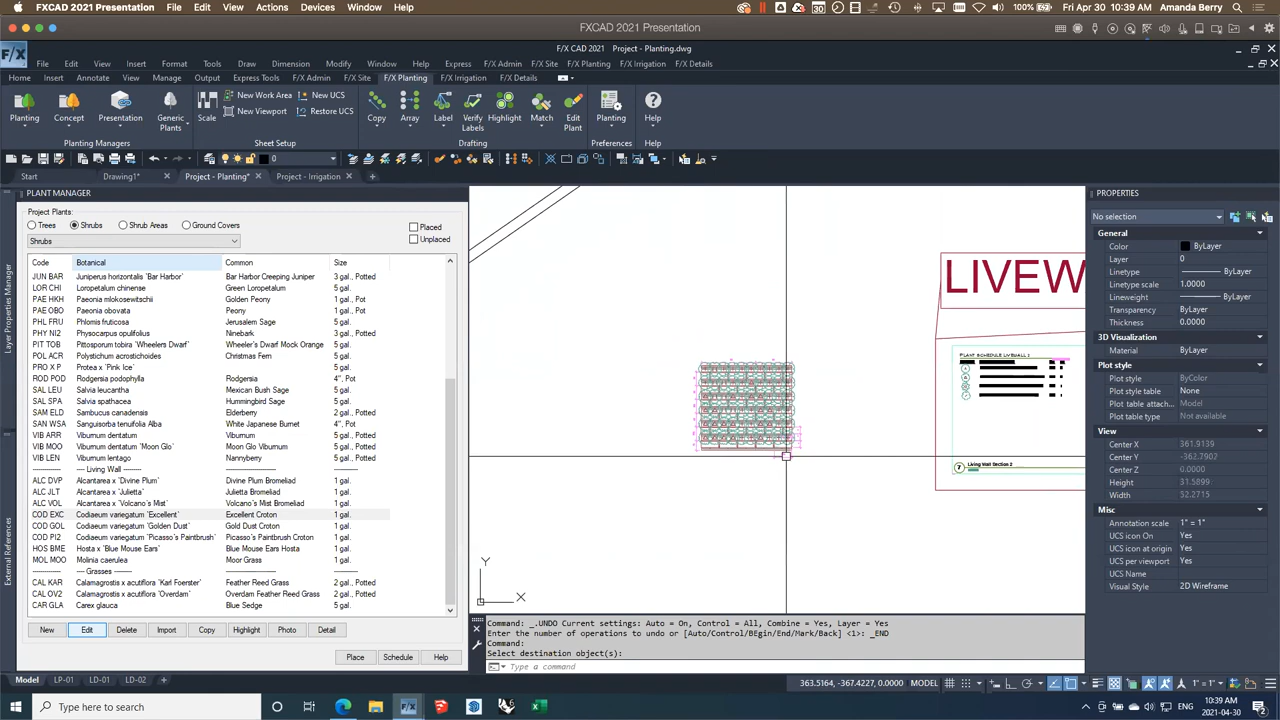 FXCAD 2021 Presentation File Edit View Actions Devices Window Help
Fri Apr 30 10:39 AM Amanda Berry
FXCAD 2021 Presentation
F/X CAD 2021 Project - Planting.dwg
F/X
File Edit View Insert Format Tools Draw Dimension Modify Window Help Express F/X Admin F/X Site F/X Planting F/X Irrigation F/X Details
Home Insert Annotate View Manage Output Express Tools F/X Admin F/X Site F/X Planting F/X Irrigation F/X Details
New Work Area New UCS
New Viewport Restore UCS
Planting Concept Presentation Generic Plants Scale Copy Array Label Verify Labels Highlight Match Edit Plant Planting Help
Planting Managers Sheet Setup Drafting Preferences Help
0
Start Drawing1* Project - Planting* Project - Irrigation
PLANT MANAGER
Project Plants:
Trees Shrubs Shrub Areas Ground Covers
Placed
Unplaced
Shrubs
Code Botanical Common Size
JUN BAR Juniperus horizontalis `Bar Harbor` Bar Harbor Creeping Juniper 3 gal., Potted
LOR CHI Loropetalum chinense Green Loropetalum 5 gal.
PAE HKH Paeonia mlokosewitschii Golden Peony 1 gal., Pot
PAE OBO Paeonia obovata Peony 1 gal., Pot
PHL FRU Phlomis fruticosa Jerusalem Sage 5 gal.
PHY NI2 Physocarpus opulifolius Ninebark 3 gal., Potted
PIT TOB Pittosporum tobira `Wheelers Dwarf` Wheeler's Dwarf Mock Orange 5 gal.
POL ACR Polystichum acrostichoides Christmas Fern 5 gal.
PRO X P Protea x `Pink Ice` 5 gal.
ROD POD Rodgersia podophylla Rodgersia 4", Pot
SAL LEU Salvia leucantha Mexican Bush Sage 5 gal.
SAL SPA Salvia spathacea Hummingbird Sage 5 gal.
SAM ELD Sambucus canadensis Elderberry 2 gal., Potted
SAN WSA Sanguisorba tenuifolia Alba` White Japanese Burnet 4", Pot
VIB ARR Viburnum dentatum Viburnum 2 gal., Potted
VIB MOO Viburnum dentatum `Moon Glo` Viburnum 2 gal., Potted
VIB LEN Viburnum lentago Nannyberry 2 gal., Potted
------------ Living Wall ------------
ALC DVP Alcantarea x `Divine Plum` Divine Plum Bromeliad 1 gal.
ALC JLT Alcantarea x `Julietta` Julietta Bromeliad 1 gal.
ALC VOL Alcantarea x `Volcano's Mist` Volcano's Mist Bromeliad 1 gal.
COD EXC Codiaeum variegatum `Excellent` Excellent Croton 1 gal.
COD GOL Codiaeum variegatum `Golden Dust` Gold Dust Croton 1 gal.
COD PI2 Codiaeum variegatum `Picasso's Paintbrush` Picasso's Paintbrush Croton 1 gal.
HOS BME Hosta x `Blue Mouse Ears` Blue Mouse Ears Hosta 1 gal.
MOL MOO Molinia caerulea Moor Grass 1 gal.
------------ Grasses ------------
CAL KAR Calamagrostis x acutiflora `Karl Foerster` Feather Reed Grass 2 gal., Potted
CAL OV2 Calamagrostis x acutiflora `Overdam` Overdam Feather Reed Grass 2 gal., Potted
CAR GLA Carex glauca Blue Sedge 5 gal.
New Edit Delete Import Copy Highlight Photo Detail
Place Schedule Help
Layer Properties Manager
External References
LIVEW
PLANT SCHEDULE LIVEWALL 2
7 Living Wall Section 2
Y
X
Command: _.UNDO Current settings: Auto = On, Control = All, Combine = Yes, Layer = Yes
Enter the number of operations to undo or [Auto/Control/BEgin/End/Mark/Back] <1>: _END
Command:
Select destination object(s):
Type a command
PROPERTIES
No selection
General
Color ByLayer
Layer 0
Linetype ByLayer
Linetype scale 1.0000
Lineweight ByLayer
Transparency ByLayer
Thickness 0.0000
3D Visualization
Material ByLayer
Plot style
Plot style ByColor
Plot style table None
Plot table attach... Model
Plot table type Not available
View
Center X 361.9139
Center Y -362.7902
Center Z 0.0000
Height 31.5899
Width 52.2715
Misc
Annotation scale 1" = 1"
UCS icon On Yes
UCS icon at origin Yes
UCS per viewport Yes
UCS Name
Visual Style 2D Wireframe
Model LP-01 LD-01 LD-02
363.5164, -367.4227, 0.0000 MODEL
1" = 1"
Type here to search
10:39 AM
2021-04-30